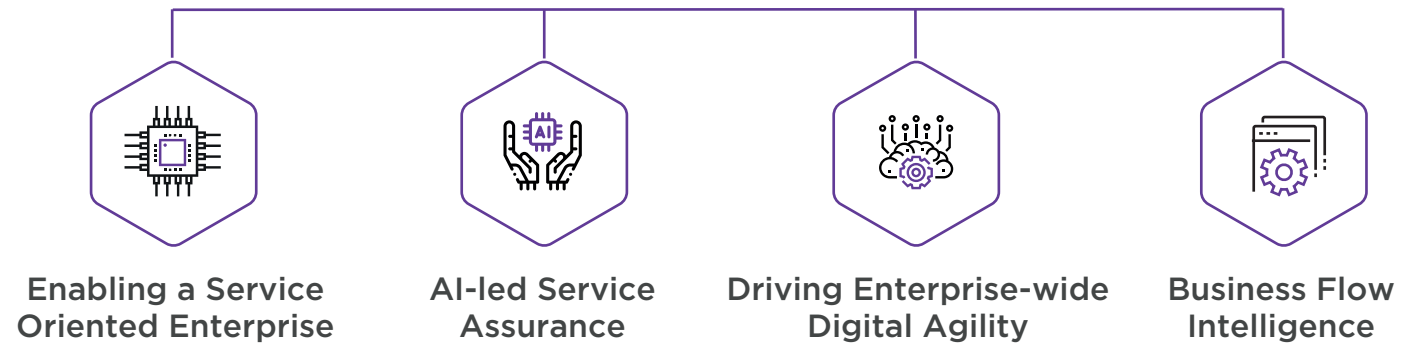 AI
Enabling a Service
Oriented Enterprise
AI-led Service
Assurance
Driving Enterprise-wide
Digital Agility
Business Flow
Intelligence